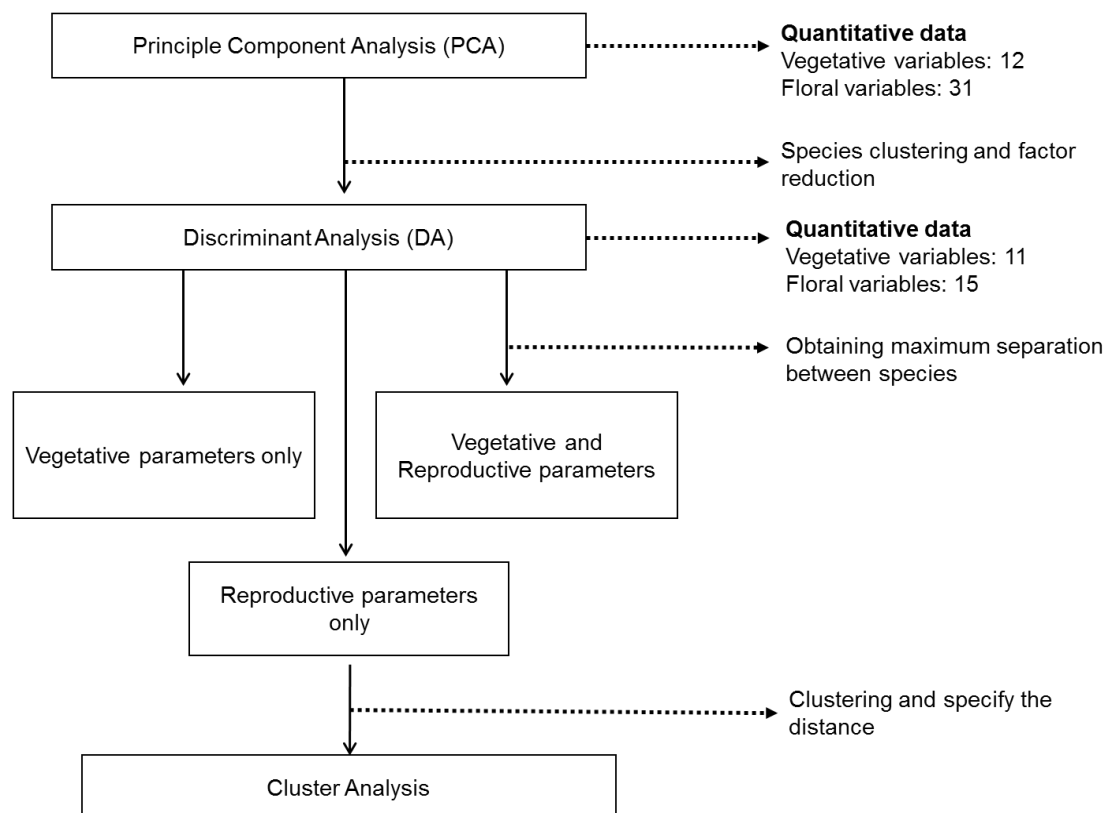 Principle Component Analysis (PCA)
Quantitative data
Vegetative variables: 12
Floral variables: 31
Species clustering and factor
reduction
Discriminant Analysis (DA)
Quantitative data
Vegetative variables: 11
Floral variables: 15
Obtaining maximum separation
between species
Vegetative parameters only
Vegetative and
Reproductive parameters
Reproductive parameters
only
Clustering and specify the
distance
Cluster Analysis